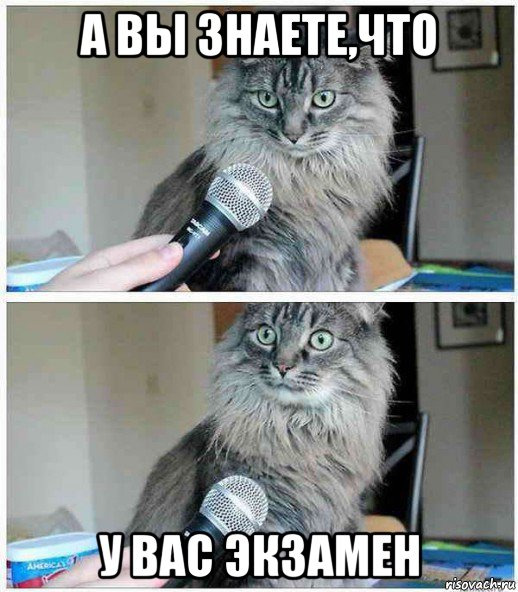 А ВЫ ЗНАЕТЕ,ЧТО
AMERICA'S
У ВАС ЭКЗАМЕН
risovach.ru